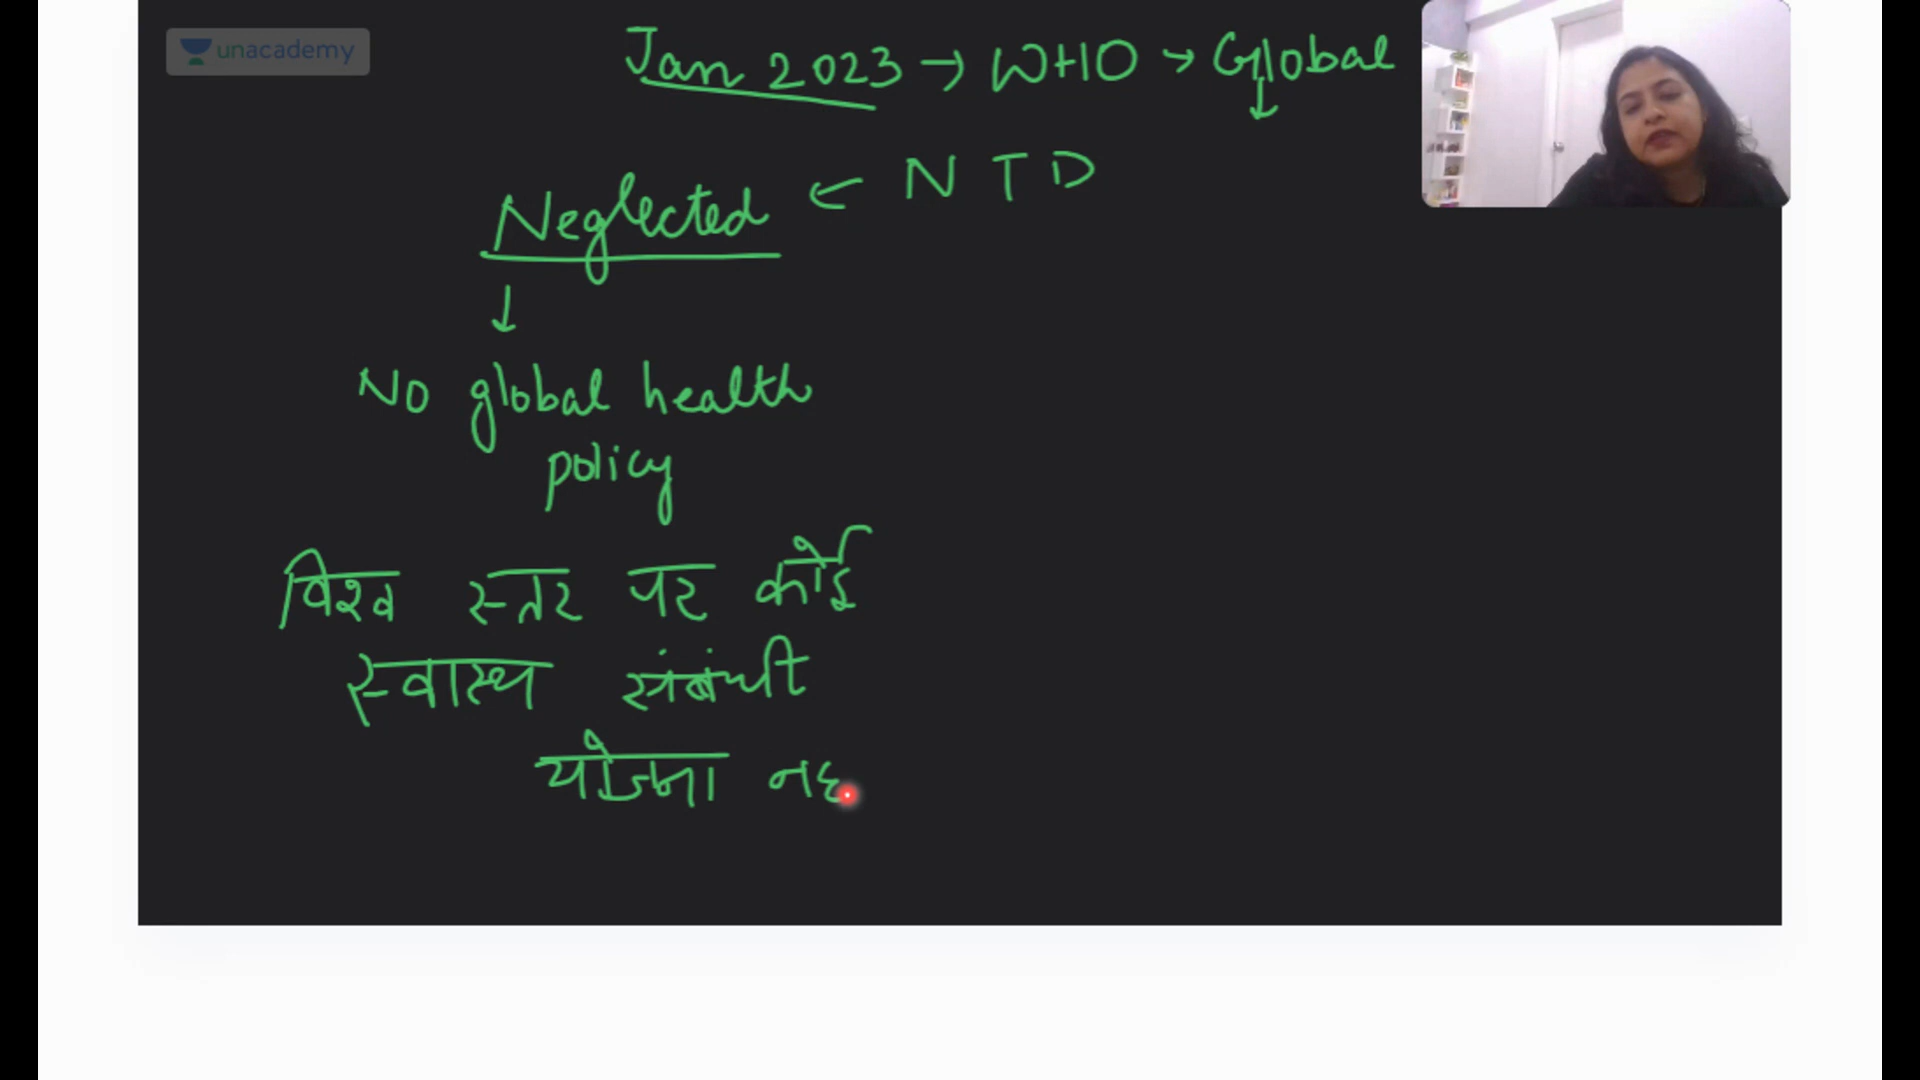 unacademy
Jan 2023 → WHO → Global
↓
Neglected ← NTD
↓
No global health
policy
विश्व स्तर पर कोई
स्वास्थ संबंधी
योजना नह